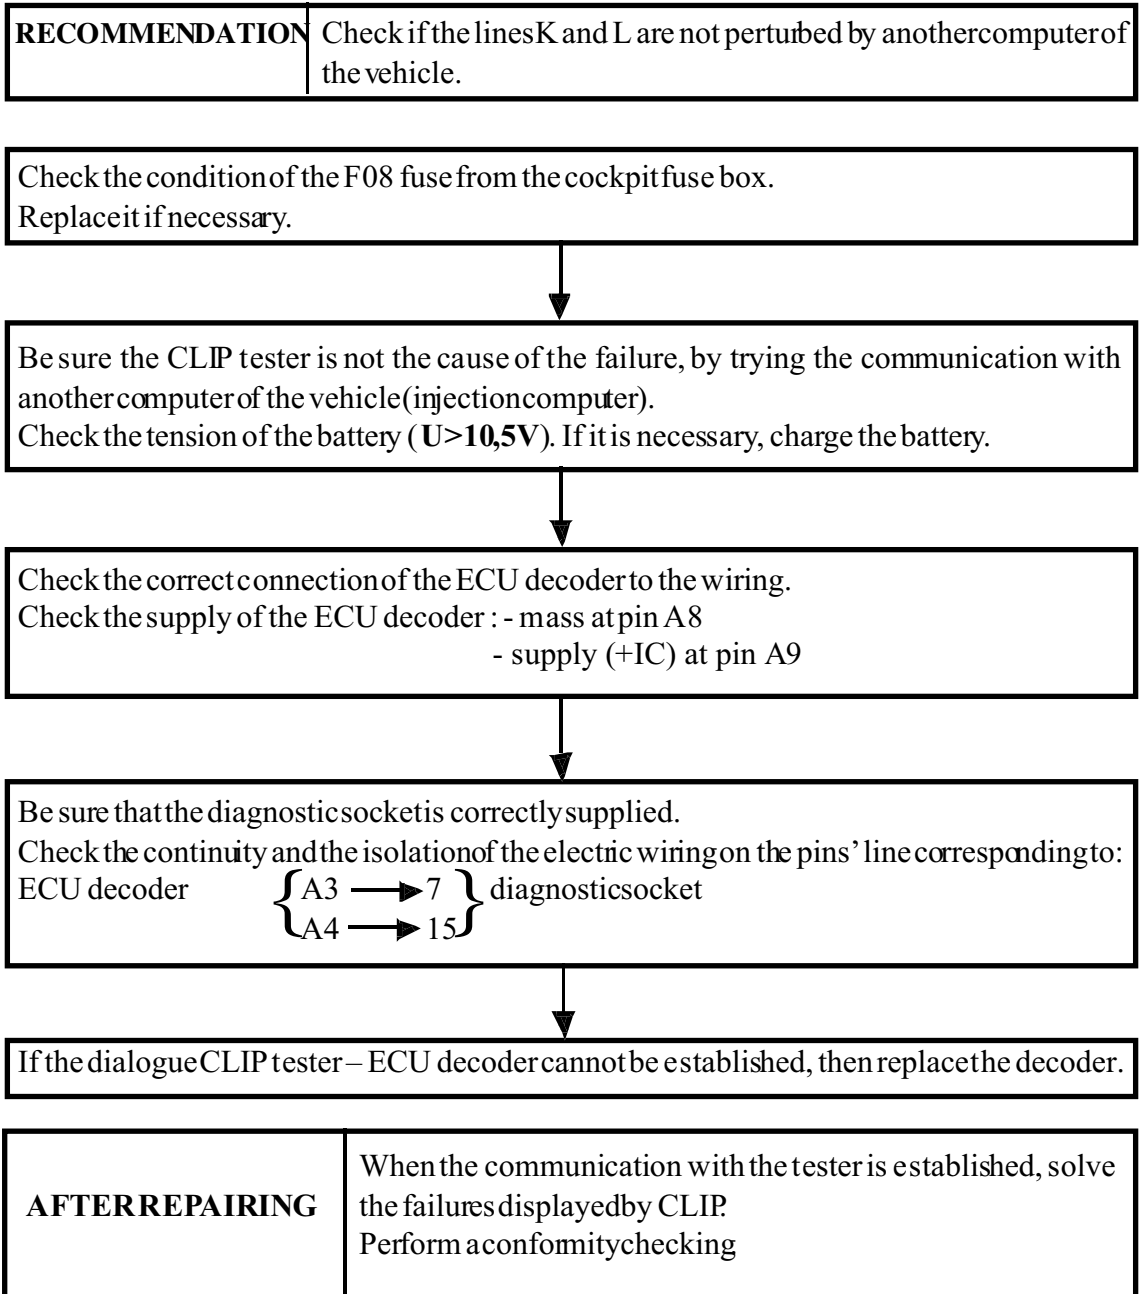 RECOMMENDATION
Check if the lines K and L are not perturbed by another computer of
the vehicle.
Check the condition of the F08 fuse from the cockpit fuse box.
Replace it if necessary.
Be sure the CLIP tester is not the cause of the failure, by trying the communication with
another computer of the vehicle (injection computer).
Check the tension of the battery (U>10,5V). If it is necessary, charge the battery.
Check the correct connection of the ECU decoder to the wiring.
Check the supply of the ECU decoder : - mass at pin A8
- supply (+IC) at pin A9
Be sure that the diagnostic socket is correctly supplied.
Check the continuity and the isolation of the electric wiring on the pins’ line corresponding to:
ECU decoder { A3 → 7 } diagnostic socket
A4 → 15
If the dialogue CLIP tester – ECU decoder cannot be established, then replace the decoder.
AFTER REPAIRING
When the communication with the tester is established, solve
the failures displayed by CLIP.
Perform a conformity checking